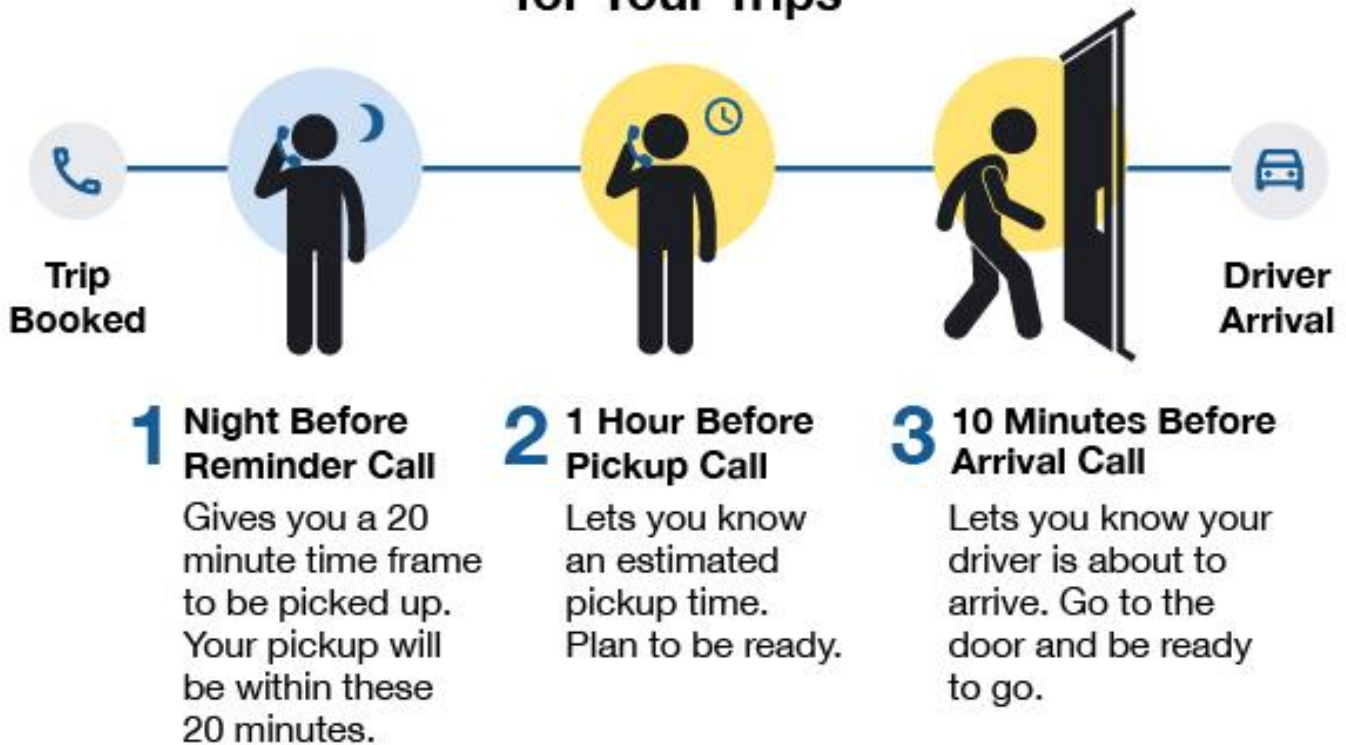 for Your Trips
Trip
Booked
Driver
Arrival
1 Night Before
Reminder Call
Gives you a 20
minute time frame
to be picked up.
Your pickup will
be within these
20 minutes.
2 1 Hour Before
Pickup Call
Lets you know
an estimated
pickup time.
Plan to be ready.
3 10 Minutes Before
Arrival Call
Lets you know your
driver is about to
arrive. Go to the
door and be ready
to go.